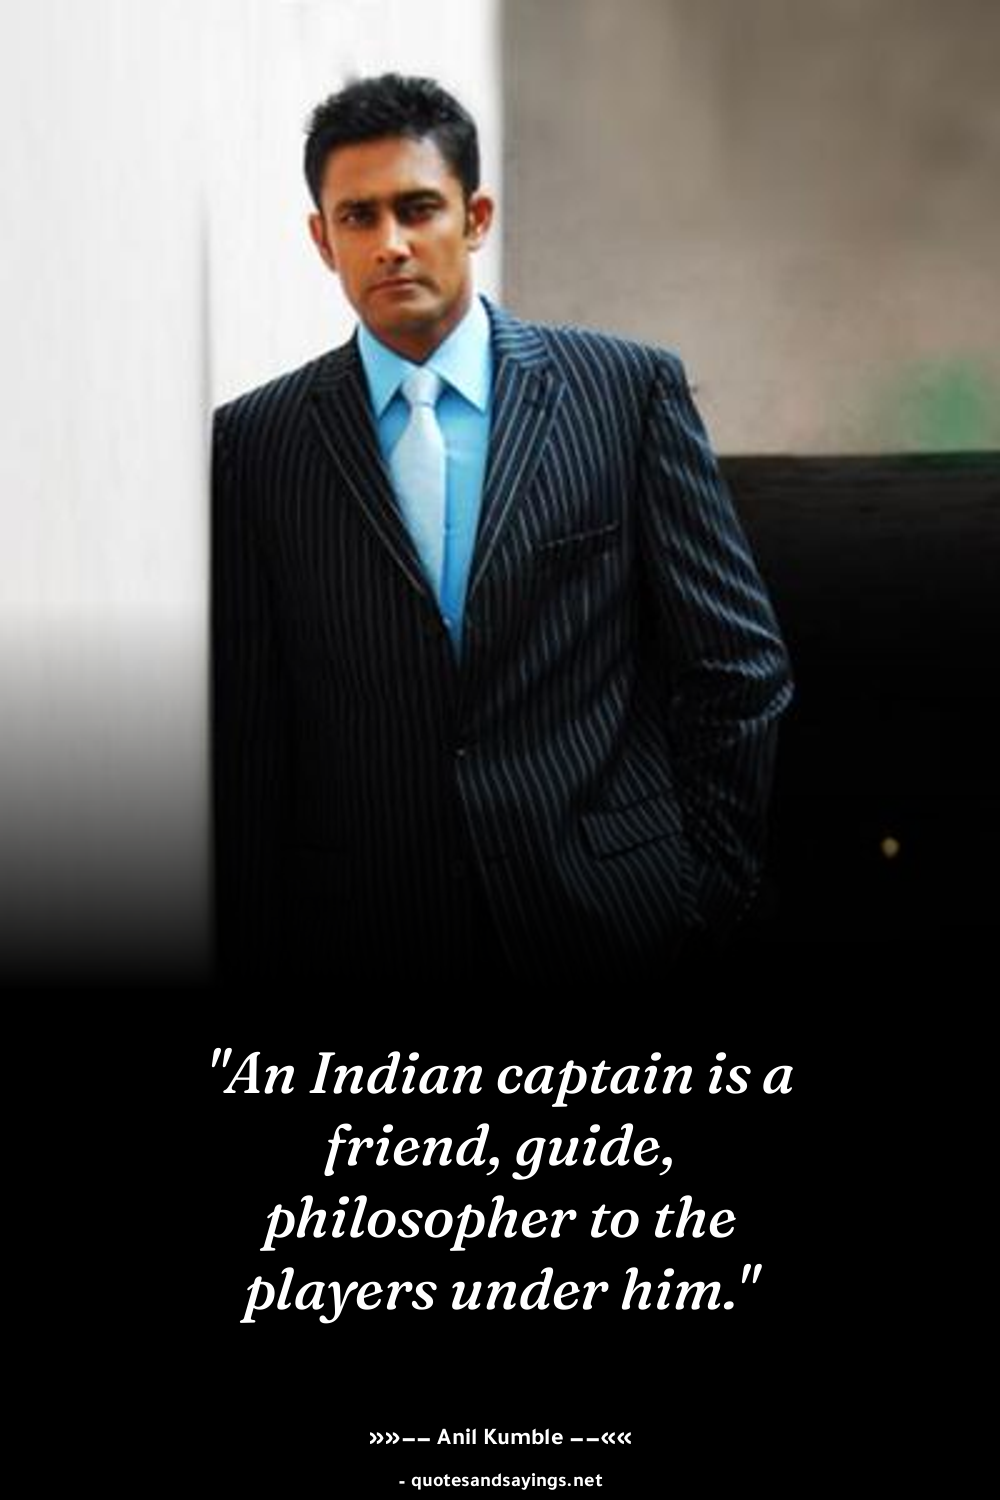 "An Indian captain is a
friend, guide,
philosopher to the
players under him."
»»–– Anil Kumble ––««
- quotesandsayings.net